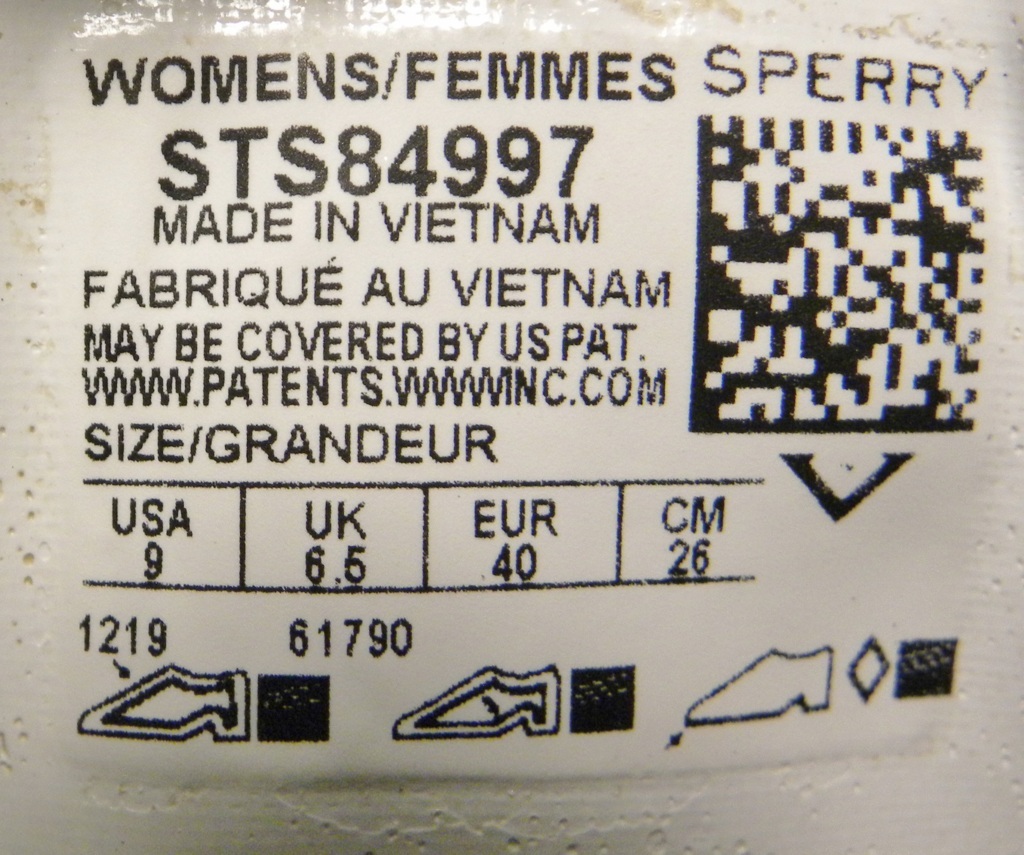 WOMENS/FEMMES SPERRY
STS84997
MADE IN VIETNAM
FABRIQUÉ AU VIETNAM
MAY BE COVERED BY US PAT.
WWW.PATENTS.WWWINC.COM
SIZE/GRANDEUR
USA UK EUR CM
9 6.5 40 26
1219 61790